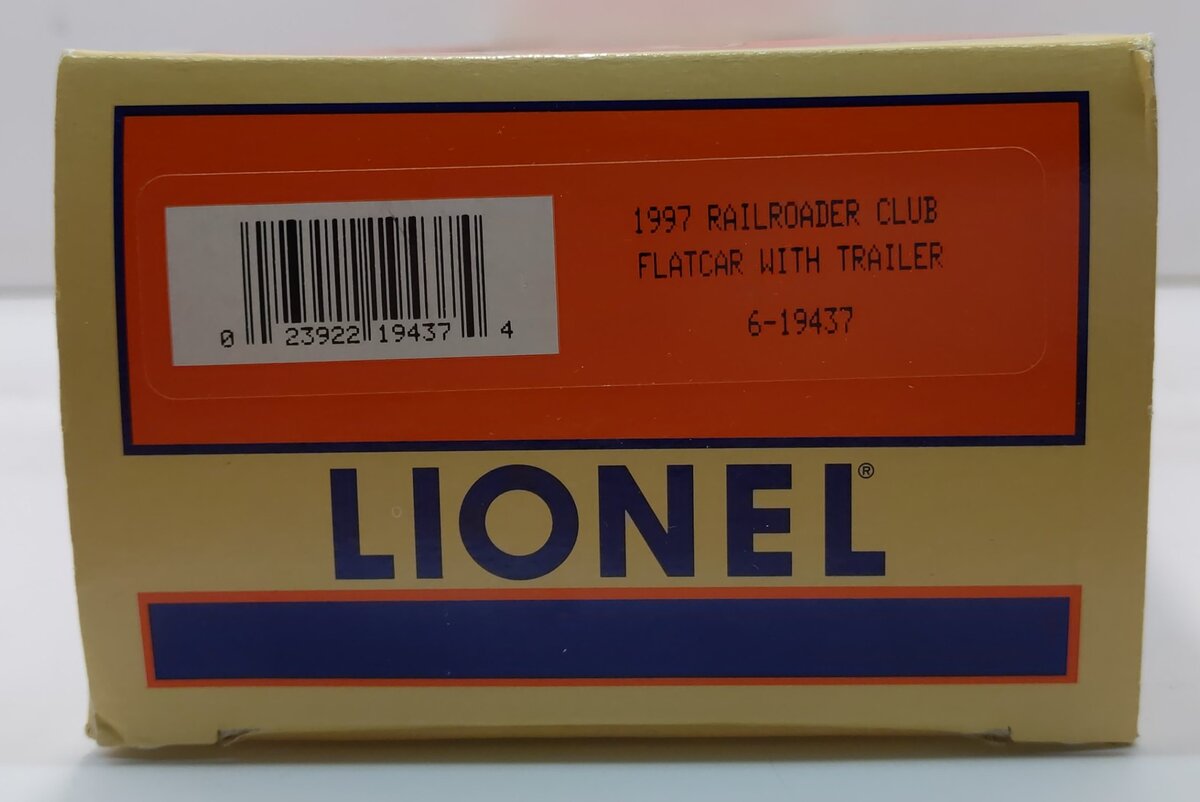 1997 RAILROADER CLUB
FLATCAR WITH TRAILER
6-19437
0 23922 19437 4
LIONEL®